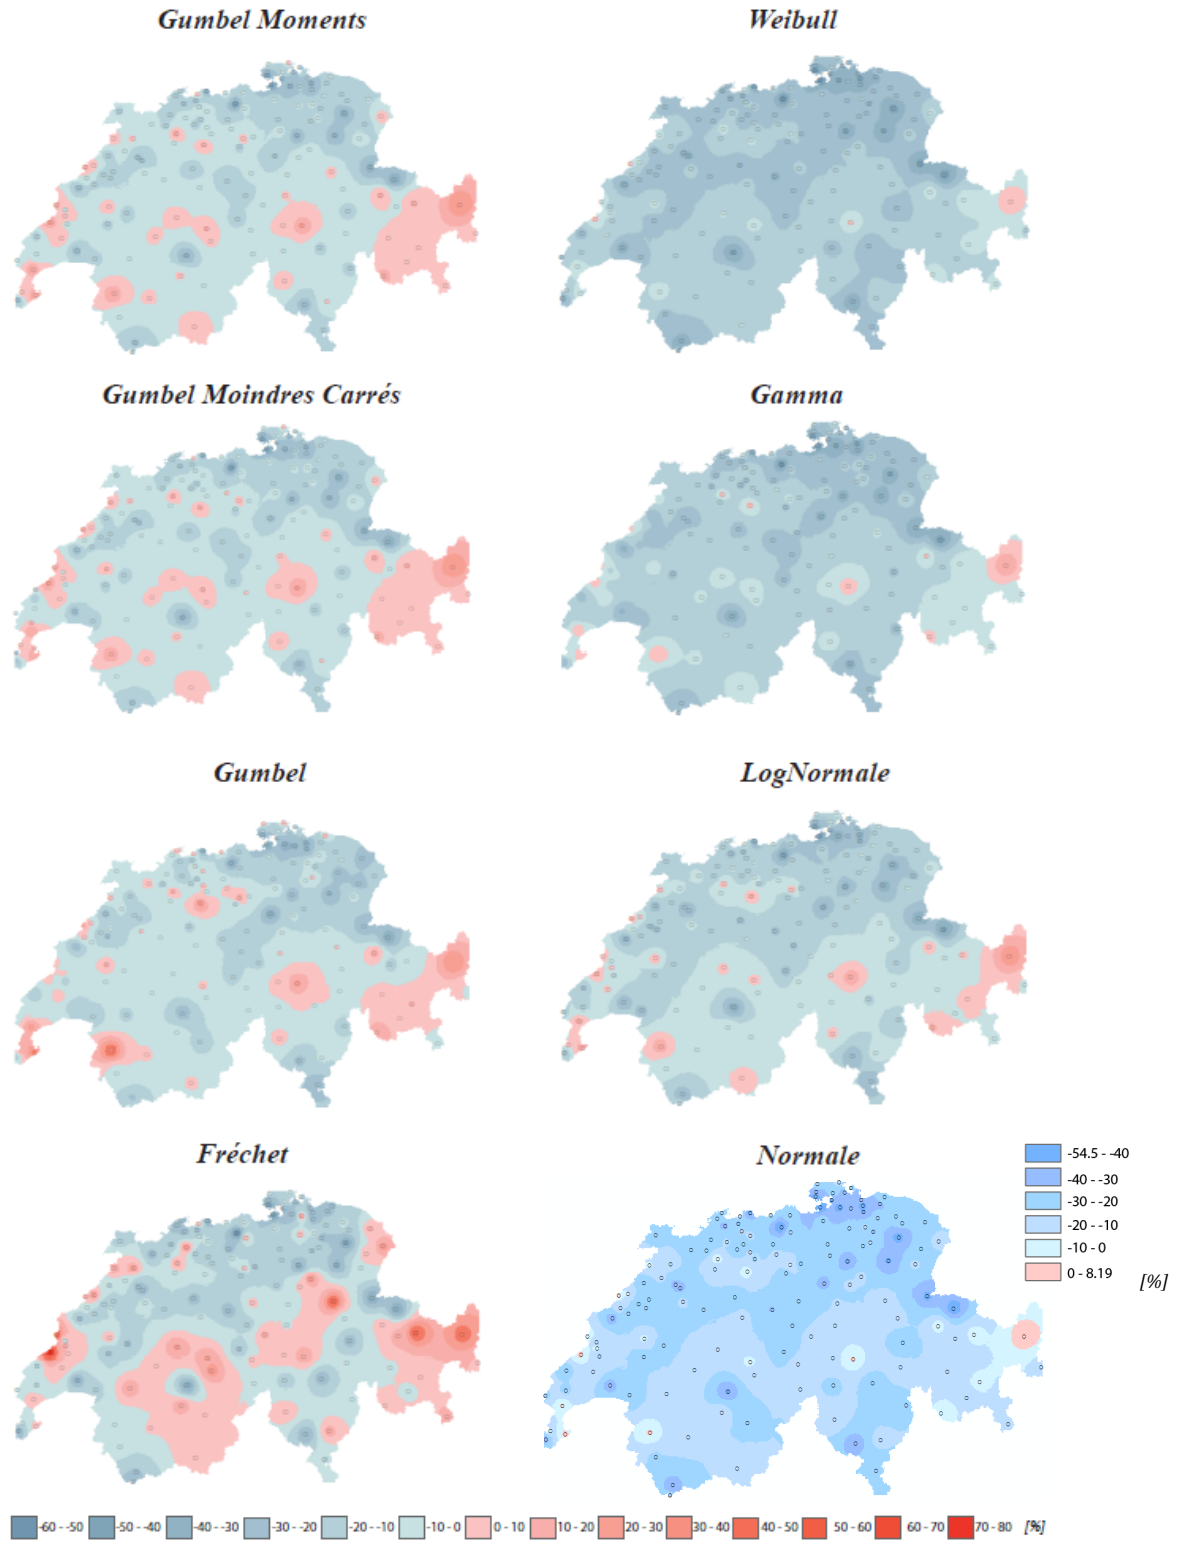 Gumbel Moments
Weibull
Gumbel Moindres Carrés
Gamma
Gumbel
LogNormale
Fréchet
Normale
-54.5 - -40
-40 - -30
-30 - -20
-20 - -10
-10 - 0
0 - 8.19
[%]
-60 - -50 -50 - -40 -40 - -30 -30 - -20 -20 - -10 -10 - 0 0 - 10 10 - 20 20 - 30 30 - 40 40 - 50 50 - 60 60 - 70 70 - 80 [%]